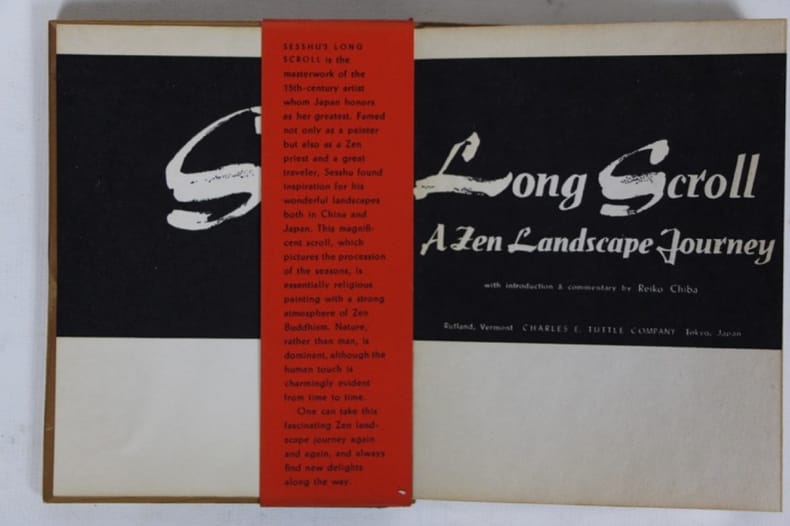 SESSHU'S LONG
SCROLL is the
masterwork of the
15th-century artist
whom Japan honors
as her greatest. Famed
not only as a painter
but also as a Zen
priest and a great
traveler, Sesshu found
inspiration for his
wonderful landscapes
both in China and
Japan. This magnifi-
cent scroll, which
pictures the procession
of the seasons, is
essentially religious
painting with a strong
atmosphere of Zen
Buddhism. Nature,
rather than man, is
dominant, although the
human touch is
charmingly evident
from time to time.
One can take this
fascinating Zen land-
scape journey again
and again, and always
find new delights
along the way.
S
Long Scroll
A Zen Landscape Journey
with introduction & commentary by Reiko Chiba
Rutland, Vermont CHARLES E. TUTTLE COMPANY Tokyo, Japan